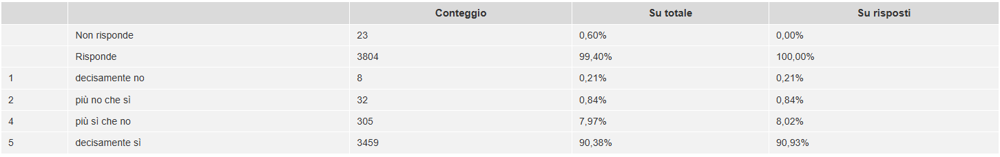 Conteggio Su totale Su risposti
Non risponde 23 0,60% 0,00%
Risponde 3804 99,40% 100,00%
1 decisamente no 8 0,21% 0,21%
2 più no che sì 32 0,84% 0,84%
4 più sì che no 305 7,97% 8,02%
5 decisamente sì 3459 90,38% 90,93%